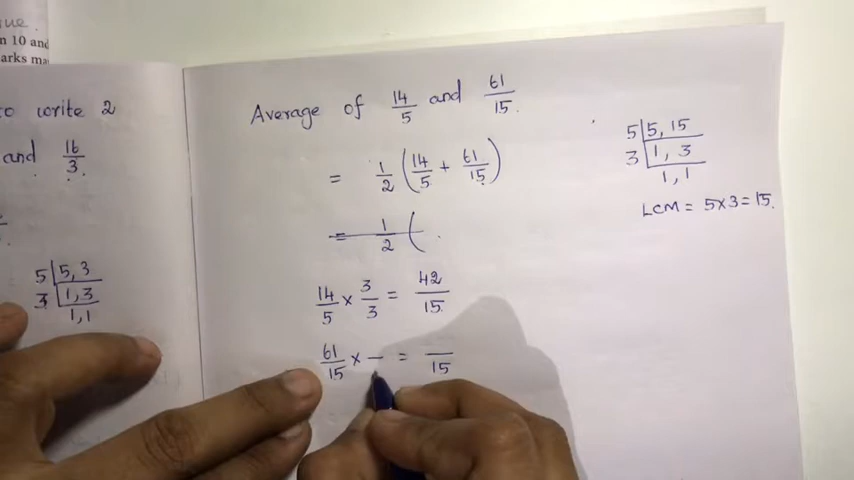 ue.
n 10 and
arks ma
to write 2
and 16/3.
5 | 5, 3
3 | 1, 3
1, 1
Average of 14/5 and 61/15.
= 1/2 (14/5 + 61/15)
= 1/2 (
14/5 × 3/3 = 42/15
61/15 × — = —/15
5 | 5, 15
3 | 1, 3
1, 1
LCM = 5×3=15.